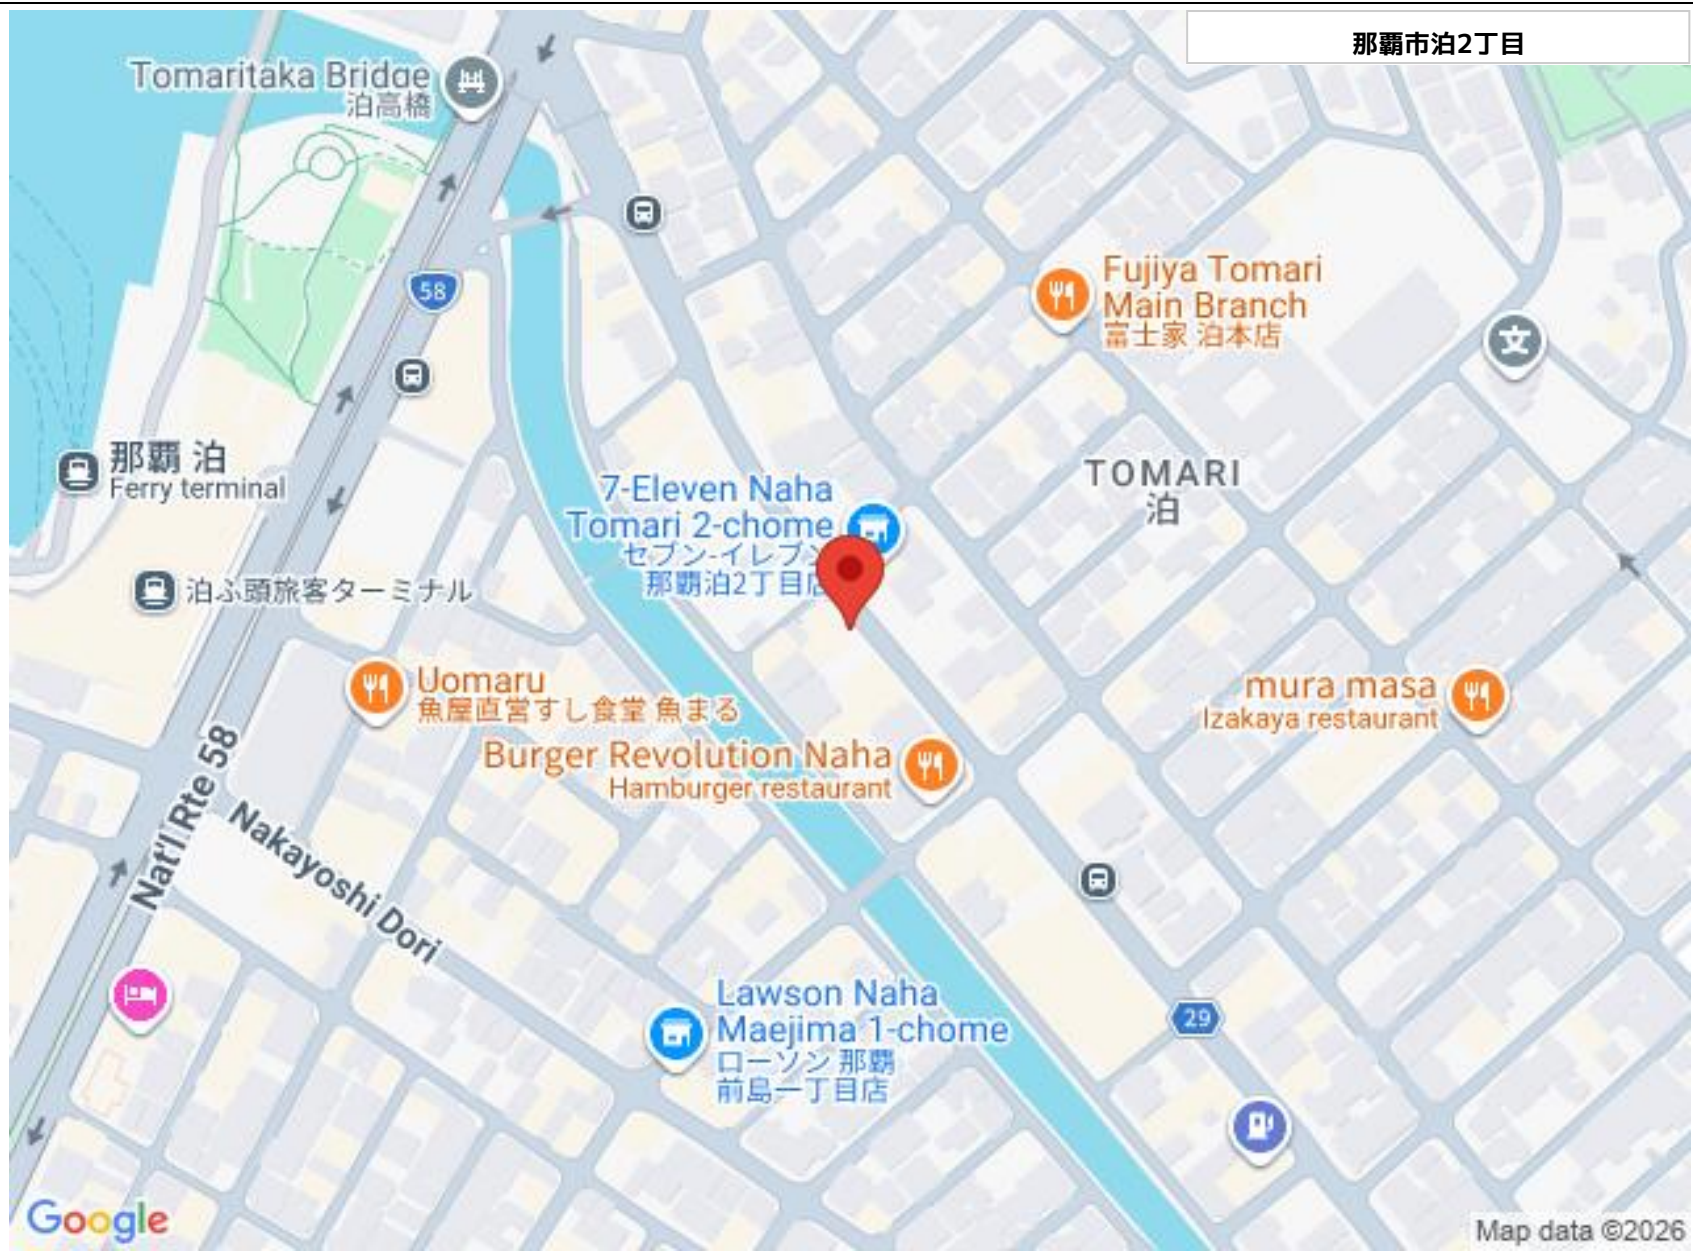 那覇市泊2丁目
Tomaritaka Bridge
泊高橋
58
Fujiya Tomari
Main Branch
富士家 泊本店
文
那覇 泊
Ferry terminal
7-Eleven Naha
Tomari 2-chome
セブン-イレブン
那覇泊2丁目店
TOMARI
泊
泊ふ頭旅客ターミナル
Uomaru
魚屋直営すし食堂 魚まる
mura masa
Izakaya restaurant
Burger Revolution Naha
Hamburger restaurant
Nat'l Rte 58
Nakayoshi Dori
Lawson Naha
Maejima 1-chome
ローソン 那覇
前島一丁目店
29
Google
Map data ©2026